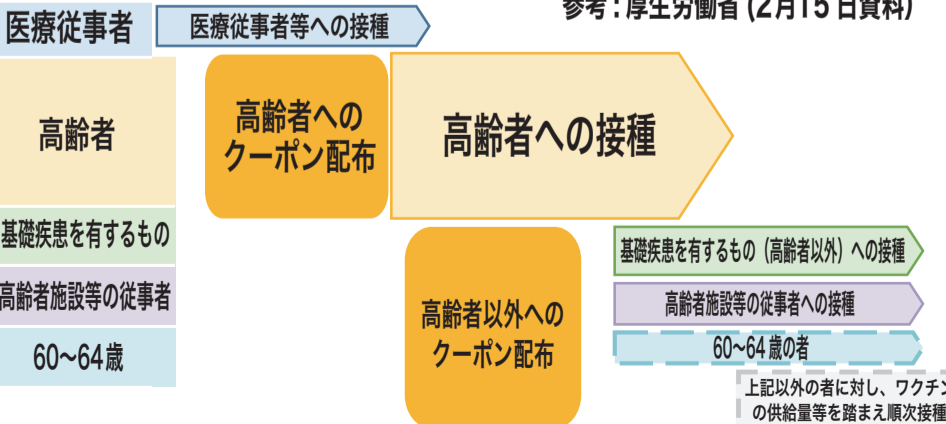 参考：厚生労働省 (2月15日資料)
医療従事者
医療従事者等への接種
高齢者
高齢者への
クーポン配布
高齢者への接種
基礎疾患を有するもの
高齢者施設等の従事者
60〜64歳
高齢者以外への
クーポン配布
基礎疾患を有するもの（高齢者以外）への接種
高齢者施設等の従事者への接種
60〜64歳の者
上記以外の者に対し、ワクチン
の供給量等を踏まえ順次接種